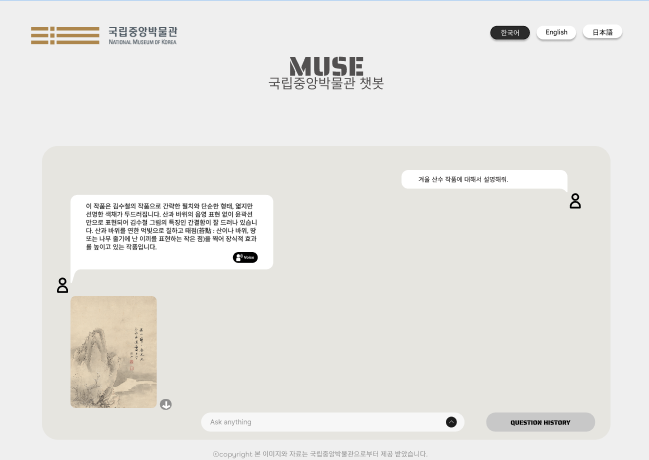 국립중앙박물관
NATIONAL MUSEUM OF KOREA
한국어
English
日本語
MUSE
국립중앙박물관 챗봇
겨울 산수 작품에 대해서 설명해줘.
이 작품은 김수철의 작품으로 간략한 필치와 단순한 형태, 엷지만
선명한 색채가 두드러집니다. 산과 바위의 음영 표현 없이 윤곽선
만으로 표현되어 김수철 그림의 특징인 간결함이 잘 드러나 있습니
다. 산과 바위를 연한 먹빛으로 칠하고 태점(苔點 : 산이나 바위, 땅
또는 나무 줄기에 난 이끼를 표현하는 작은 점)을 찍어 장식적 효과
를 높이고 있는 작품입니다.
Voice
Ask anything
QUESTION HISTORY
ⓒcopyright 본 이미지와 자료는 국립중앙박물관으로부터 제공 받았습니다.